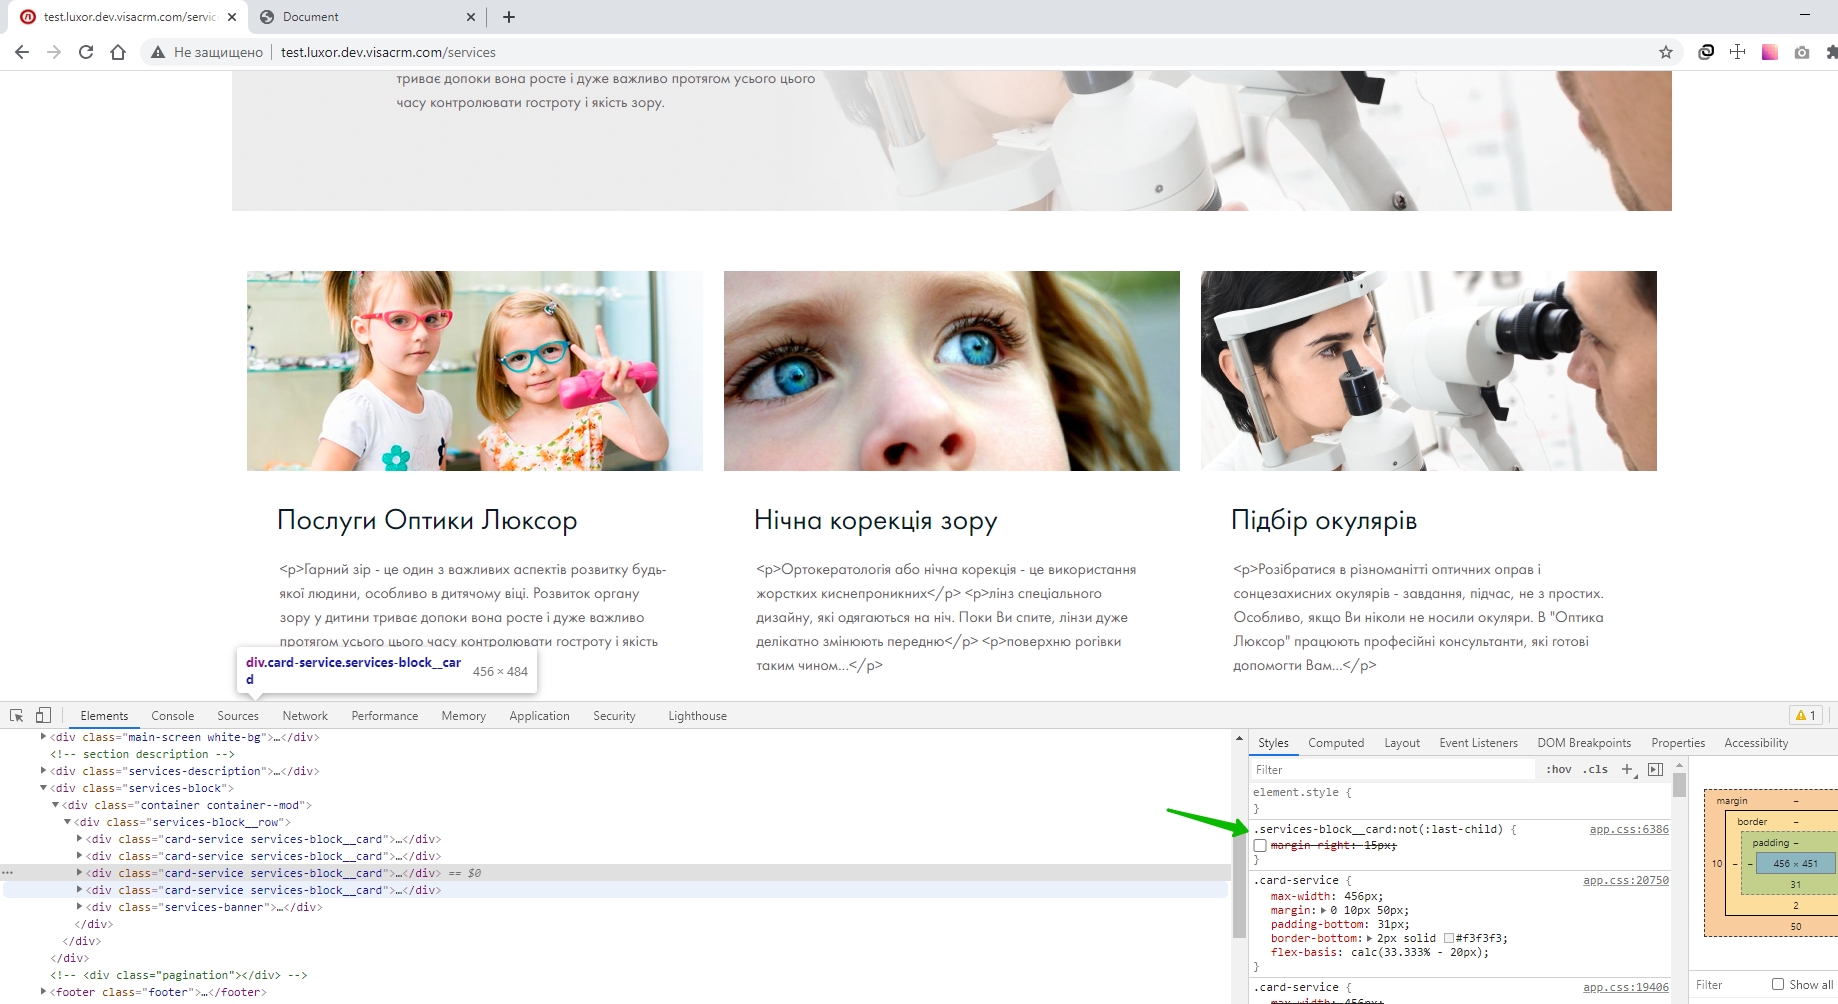 test.luxor.dev.visacrm.com/servic
Document
Не защищено
test.luxor.dev.visacrm.com/services
триває допоки вона росте і дуже важливо протягом усього цього
часу контролювати гостроту і якість зору.
Послуги Оптики Люксор
<p>Гарний зір - це один з важливих аспектів розвитку будь-
якої людини, особливо в дитячому віці. Розвиток органу
зору у дитини триває допоки вона росте і дуже важливо
протягом усього цього часу контролювати гостроту і якість
Нічна корекція зору
<p>Ортокератологія або нічна корекція - це використання
жорстких киснепроникних</p> <p>лінз спеціального
дизайну, які одягаються на ніч. Поки Ви спите, лінзи дуже
делікатно змінюють передню</p> <p>поверхню рогівки
таким чином...</p>
Підбір окулярів
<p>Розібратися в різноманітті оптичних оправ і
сонцезахисних окулярів - завдання, підчас, не з простих.
Особливо, якщо Ви ніколи не носили окуляри. В "Оптика
Люксор" працюють професійні консультанти, які готові
допомогти Вам...</p>
div.card-service.services-block__car
d
456 × 484
Elements Console Sources Network Performance Memory Application Security Lighthouse
1
<div class="main-screen white-bg">…</div>
<!-- section description -->
<div class="services-description">…</div>
<div class="services-block">
<div class="container container--mod">
<div class="services-block__row">
<div class="card-service services-block__card">…</div>
<div class="card-service services-block__card">…</div>
<div class="card-service services-block__card">…</div> == $0
<div class="card-service services-block__card">…</div>
<div class="services-banner">…</div>
</div>
</div>
</div>
<!-- <div class="pagination"></div> -->
<footer class="footer">…</footer>
Styles Computed Layout Event Listeners DOM Breakpoints Properties Accessibility
Filter
:hov .cls +
element.style {
}
.services-block__card:not(:last-child) {
app.css:6386
margin-right: 15px;
}
.card-service {
app.css:20750
max-width: 456px;
margin: 0 10px 50px;
padding-bottom: 31px;
border-bottom: 2px solid #f3f3f3;
flex-basis: calc(33.333% - 20px);
}
.card-service {
app.css:19406
max-width: 456px;
margin –
border –
padding –
10 – – 456 × 451
31
2
50
Filter
Show all